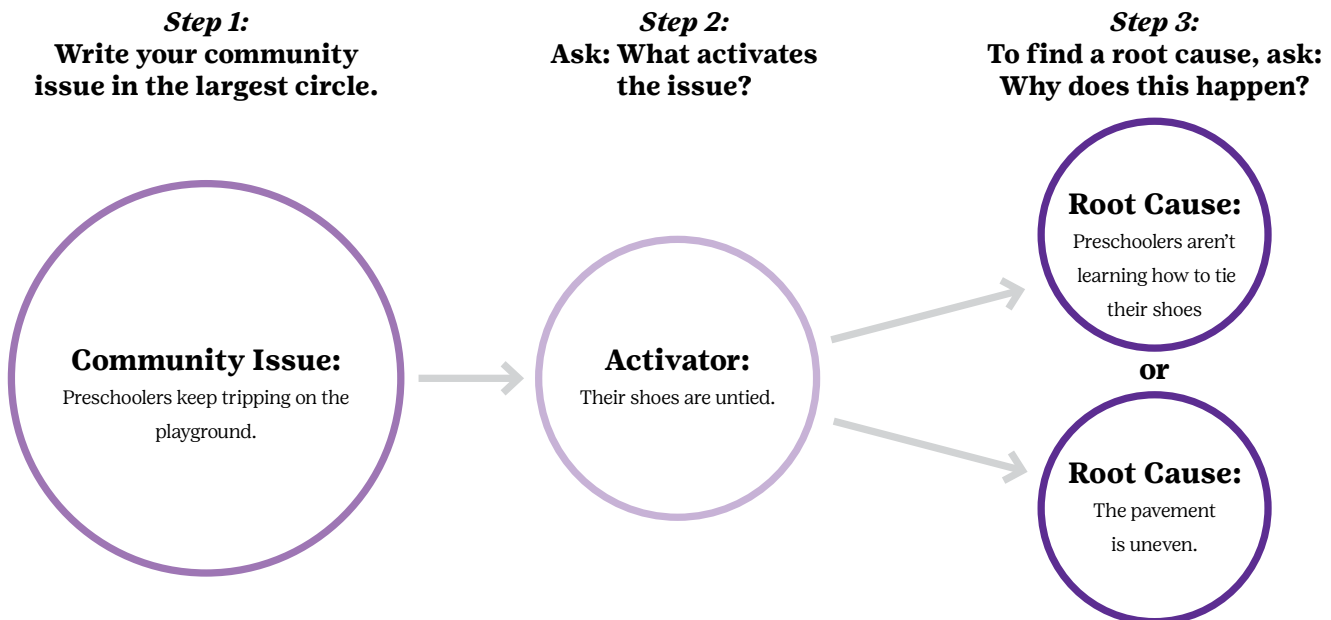 Step 1:
Write your community
issue in the largest circle.
Step 2:
Ask: What activates
the issue?
Step 3:
To find a root cause, ask:
Why does this happen?
Community Issue:
Preschoolers keep tripping on the
playground.
Activator:
Their shoes are untied.
Root Cause:
Preschoolers aren’t
learning how to tie
their shoes
or
Root Cause:
The pavement
is uneven.